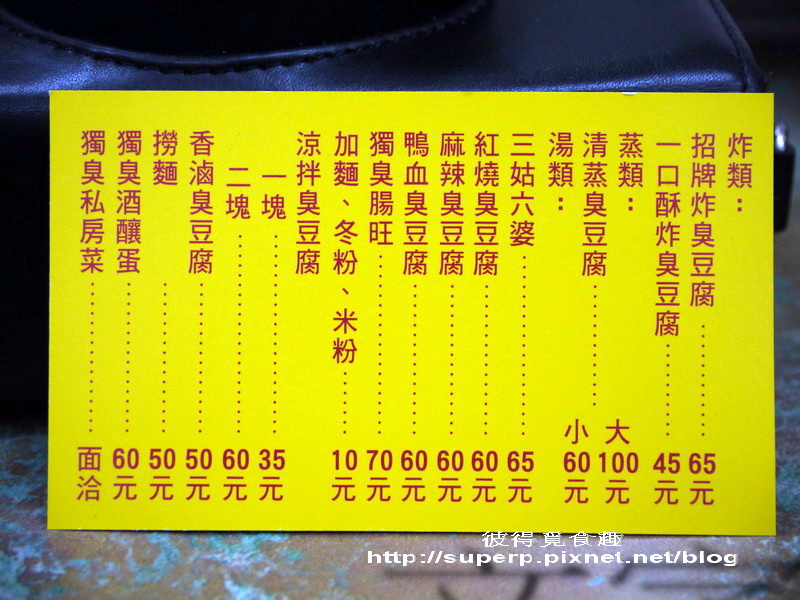 炸類：
招牌炸臭豆腐……………65元
一口酥炸臭豆腐……………45元
蒸類：
清蒸臭豆腐……………大100元
小60元
湯類：
三姑六婆……………65元
紅燒臭豆腐……………60元
麻辣臭豆腐……………60元
鴨血臭豆腐……………60元
獨臭腸旺……………70元
加麵、冬粉、米粉……………10元
涼拌臭豆腐
一塊……………35元
二塊……………60元
香滷臭豆腐……………50元
撈麵……………50元
獨臭酒釀蛋……………60元
獨臭私房菜……………面洽
彼得覓食趣
http://superp.pixnet.net/blog